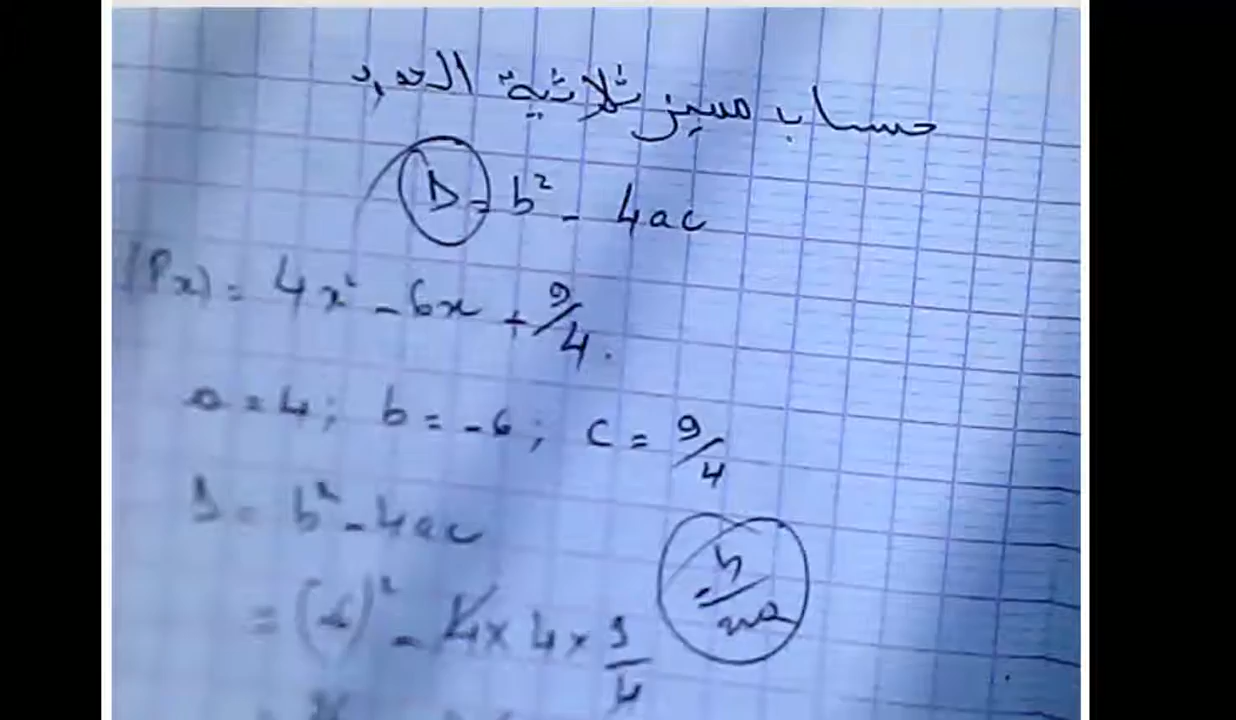 حساب مميز ثلاثية الحدود
Δ = b² - 4ac
P(x) = 4x² - 6x + 9/4.
a = 4; b = -6; c = 9/4
Δ = b² - 4ac
= (-6)² - 4 × 4 × 9/4
-b/2a